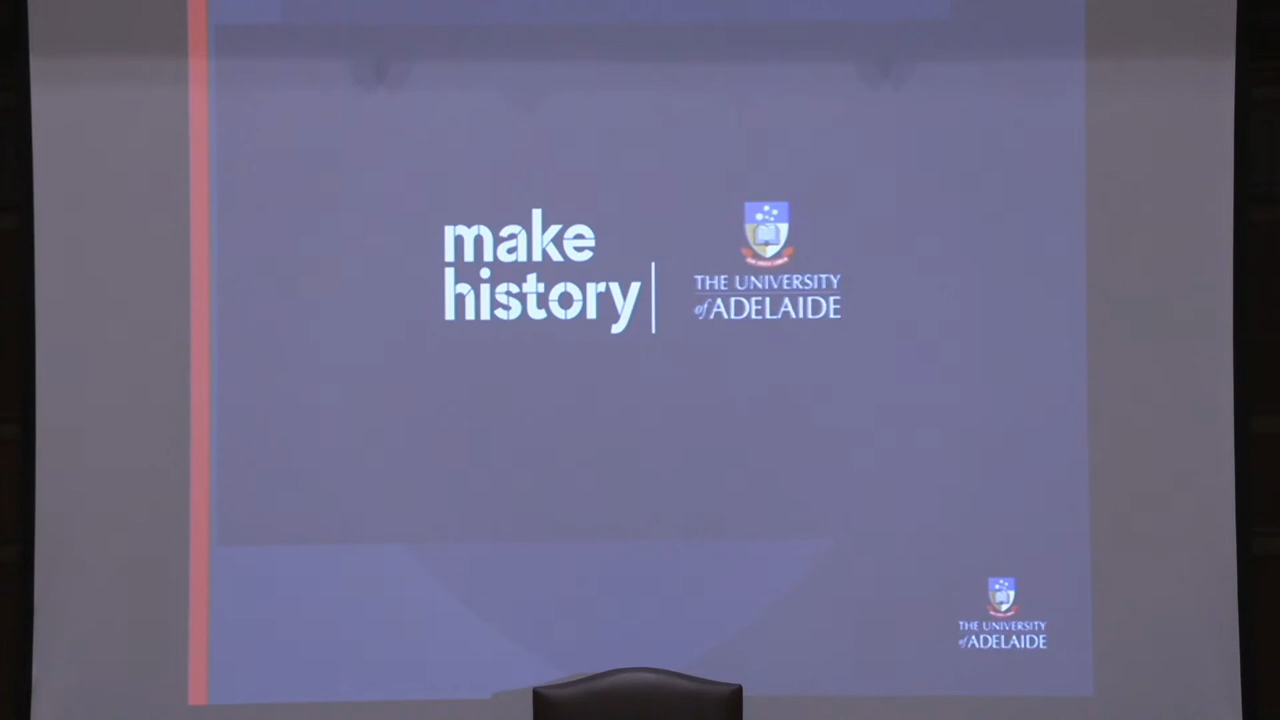 make
history
THE UNIVERSITY
of ADELAIDE
THE UNIVERSITY
of ADELAIDE